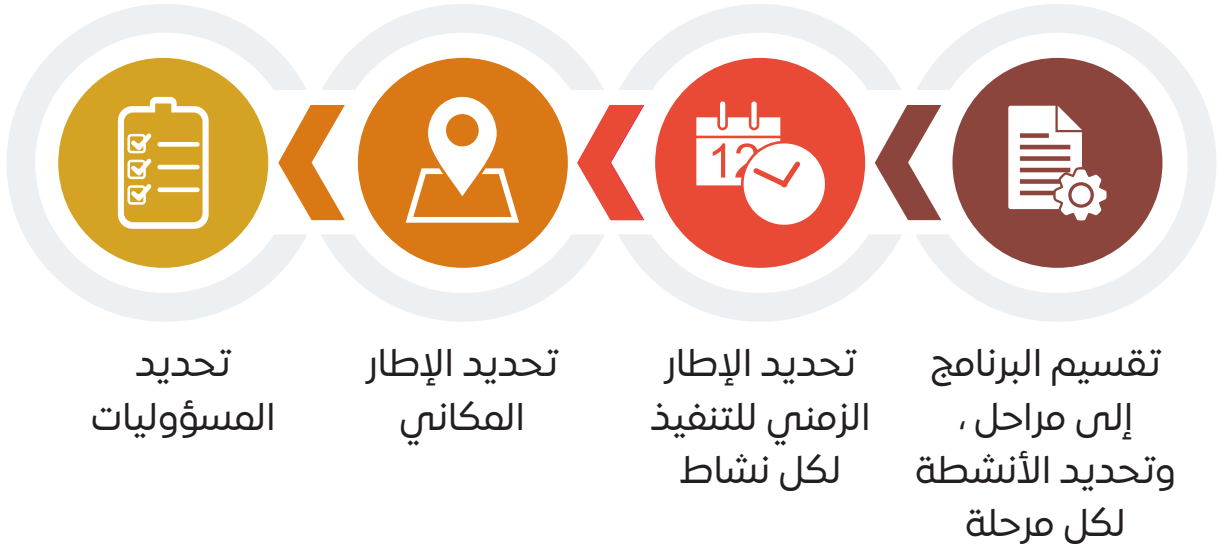 تقسيم البرنامج
إلى مراحل ،
وتحديد الأنشطة
لكل مرحلة
12
تحديد الإطار
الزمني للتنفيذ
لكل نشاط
تحديد الإطار
المكاني
تحديد
المسؤوليات